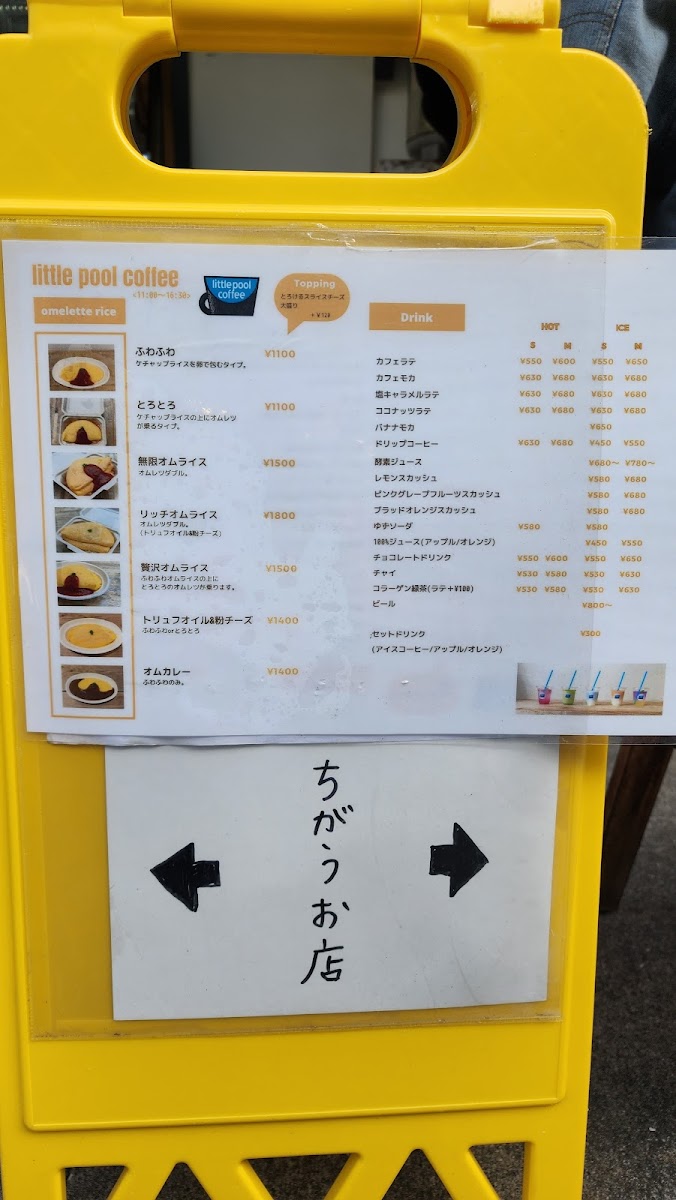 little pool coffee
<11:00〜16:30>
littlepool
coffee
Topping
とろけるスライスチーズ
大盛り
+¥120
omelette rice
ふわふわ ¥1100
ケチャップライスを卵で包むタイプ。
とろとろ ¥1100
ケチャップライスの上にオムレツ
が乗るタイプ。
無限オムライス ¥1500
オムレツダブル。
リッチオムライス ¥1800
オムレツダブル。
(トリュフオイル&粉チーズ)
贅沢オムライス ¥1500
ふわふわオムライスの上に
とろとろのオムレツが乗ります。
トリュフオイル&粉チーズ ¥1400
ふわふわorとろとろ
オムカレー ¥1400
ふわふわのみ。
Drink
HOT ICE
S M S M
カフェラテ ¥550 ¥600 ¥550 ¥650
カフェモカ ¥630 ¥680 ¥630 ¥680
塩キャラメルラテ ¥630 ¥680 ¥630 ¥680
ココナッツラテ ¥630 ¥680 ¥630 ¥680
バナナモカ ¥650
ドリップコーヒー ¥630 ¥680 ¥450 ¥550
酵素ジュース ¥680〜 ¥780〜
レモンスカッシュ ¥580 ¥680
ピンクグレープフルーツスカッシュ ¥580 ¥680
ブラッドオレンジスカッシュ ¥580 ¥680
ゆずソーダ ¥580 ¥580
100%ジュース(アップル/オレンジ) ¥450 ¥550
チョコレートドリンク ¥550 ¥600 ¥550 ¥650
チャイ ¥530 ¥580 ¥530 ¥630
コラーゲン緑茶(ラテ+¥100) ¥530 ¥580 ¥530 ¥630
ビール ¥800〜
セットドリンク ¥300
(アイスコーヒー/アップル/オレンジ)
ちがうお店